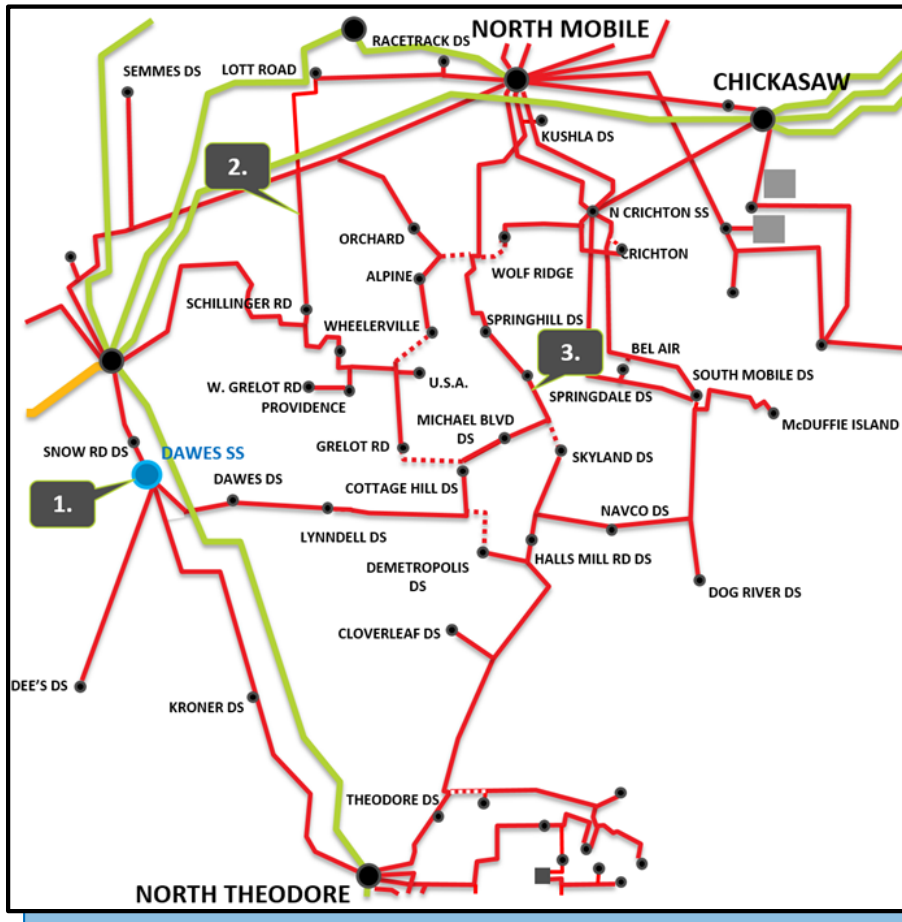 NORTH MOBILE
RACETRACK DS
SEMMES DS
LOTT ROAD
CHICKASAW
KUSHLA DS
2.
N CRICHTON SS
ORCHARD
CRICHTON
WOLF RIDGE
ALPINE
SCHILLINGER RD
SPRINGHILL DS
WHEELERVILLE
3.
BEL AIR
SOUTH MOBILE DS
U.S.A.
W. GRELOT RD
SPRINGDALE DS
PROVIDENCE
MICHAEL BLVD
DS
McDUFFIE ISLAND
GRELOT RD
SNOW RD DS
DAWES SS
SKYLAND DS
DAWES DS
COTTAGE HILL DS
1.
NAVCO DS
LYNNDELL DS
HALLS MILL RD DS
DEMETROPOLIS
DS
DOG RIVER DS
CLOVERLEAF DS
DEE'S DS
KRONER DS
THEODORE DS
NORTH THEODORE